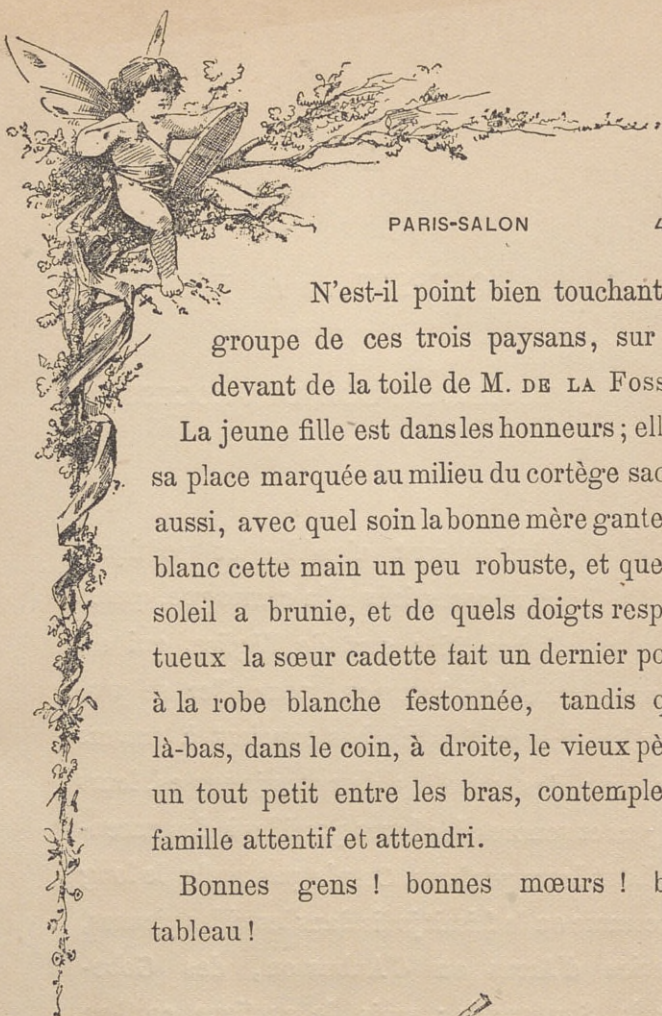 PARIS-SALON
N'est-il point bien touchant
groupe de ces trois paysans, sur
devant de la toile de M. DE LA FOSS
La jeune fille est dans les honneurs ; ell
sa place marquée au milieu du cortège sac
aussi, avec quel soin la bonne mère gante
blanc cette main un peu robuste, et que
soleil a brunie, et de quels doigts resp
tueux la sœur cadette fait un dernier po
à la robe blanche festonnée, tandis q
là-bas, dans le coin, à droite, le vieux pè
un tout petit entre les bras, contemple
famille attentif et attendri.
Bonnes gens ! bonnes mœurs ! b
tableau !